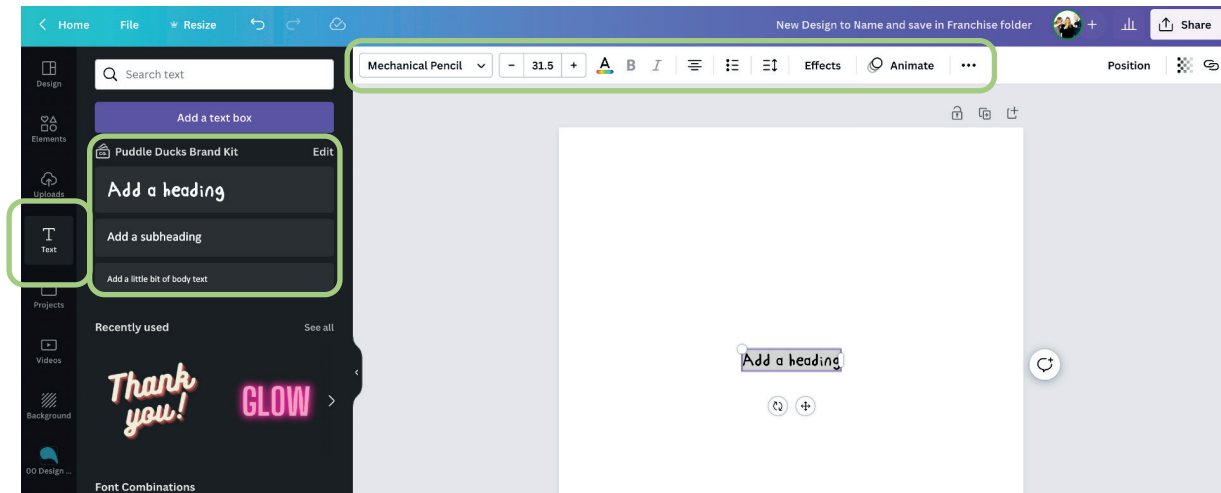 Home File Resize New Design to Name and save in Franchise folder + Share
Mechanical Pencil - 31.5 + A B I Effects Animate ... Position
Design
Search text
Add a text box
Elements
Puddle Ducks Brand Kit Edit
Add a heading
Uploads
T
Text
Add a subheading
Add a little bit of body text
Projects
Recently used See all
Videos
Thank
you!
GLOW
Add a heading
Background
00 Design ...
Font Combinations